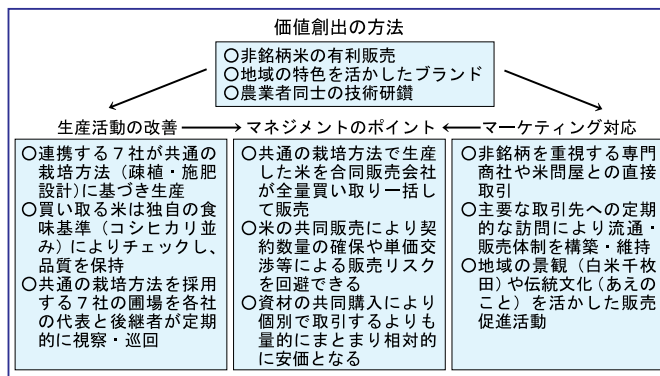 価値創出の方法
○非銘柄米の有利販売
○地域の特色を活かしたブランド
○農業者同士の技術研鑽
生産活動の改善
○連携する７社が共通の
栽培方法（疎植・施肥
設計）に基づき生産
○買い取る米は独自の食
味基準（コシヒカリ並
み）によりチェックし、
品質を保持
○共通の栽培方法を採用
する７社の圃場を各社
の代表と後継者が定期
的に視察・巡回
マネジメントのポイント
○共通の栽培方法で生産
した米を合同販売会社
が全量買い取り一括し
て販売
○米の共同販売により契
約数量の確保や単価交
渉等による販売リスク
を回避できる
○資材の共同購入により
個別で取引するよりも
量的にまとまり相対的
に安価となる
マーケティング対応
○非銘柄を重視する専門
商社や米問屋との直接
取引
○主要な取引先への定期
的な訪問により流通・
販売体制を構築・維持
○地域の景観（白米千枚
田）や伝統文化（あえの
こと）を活かした販売
促進活動